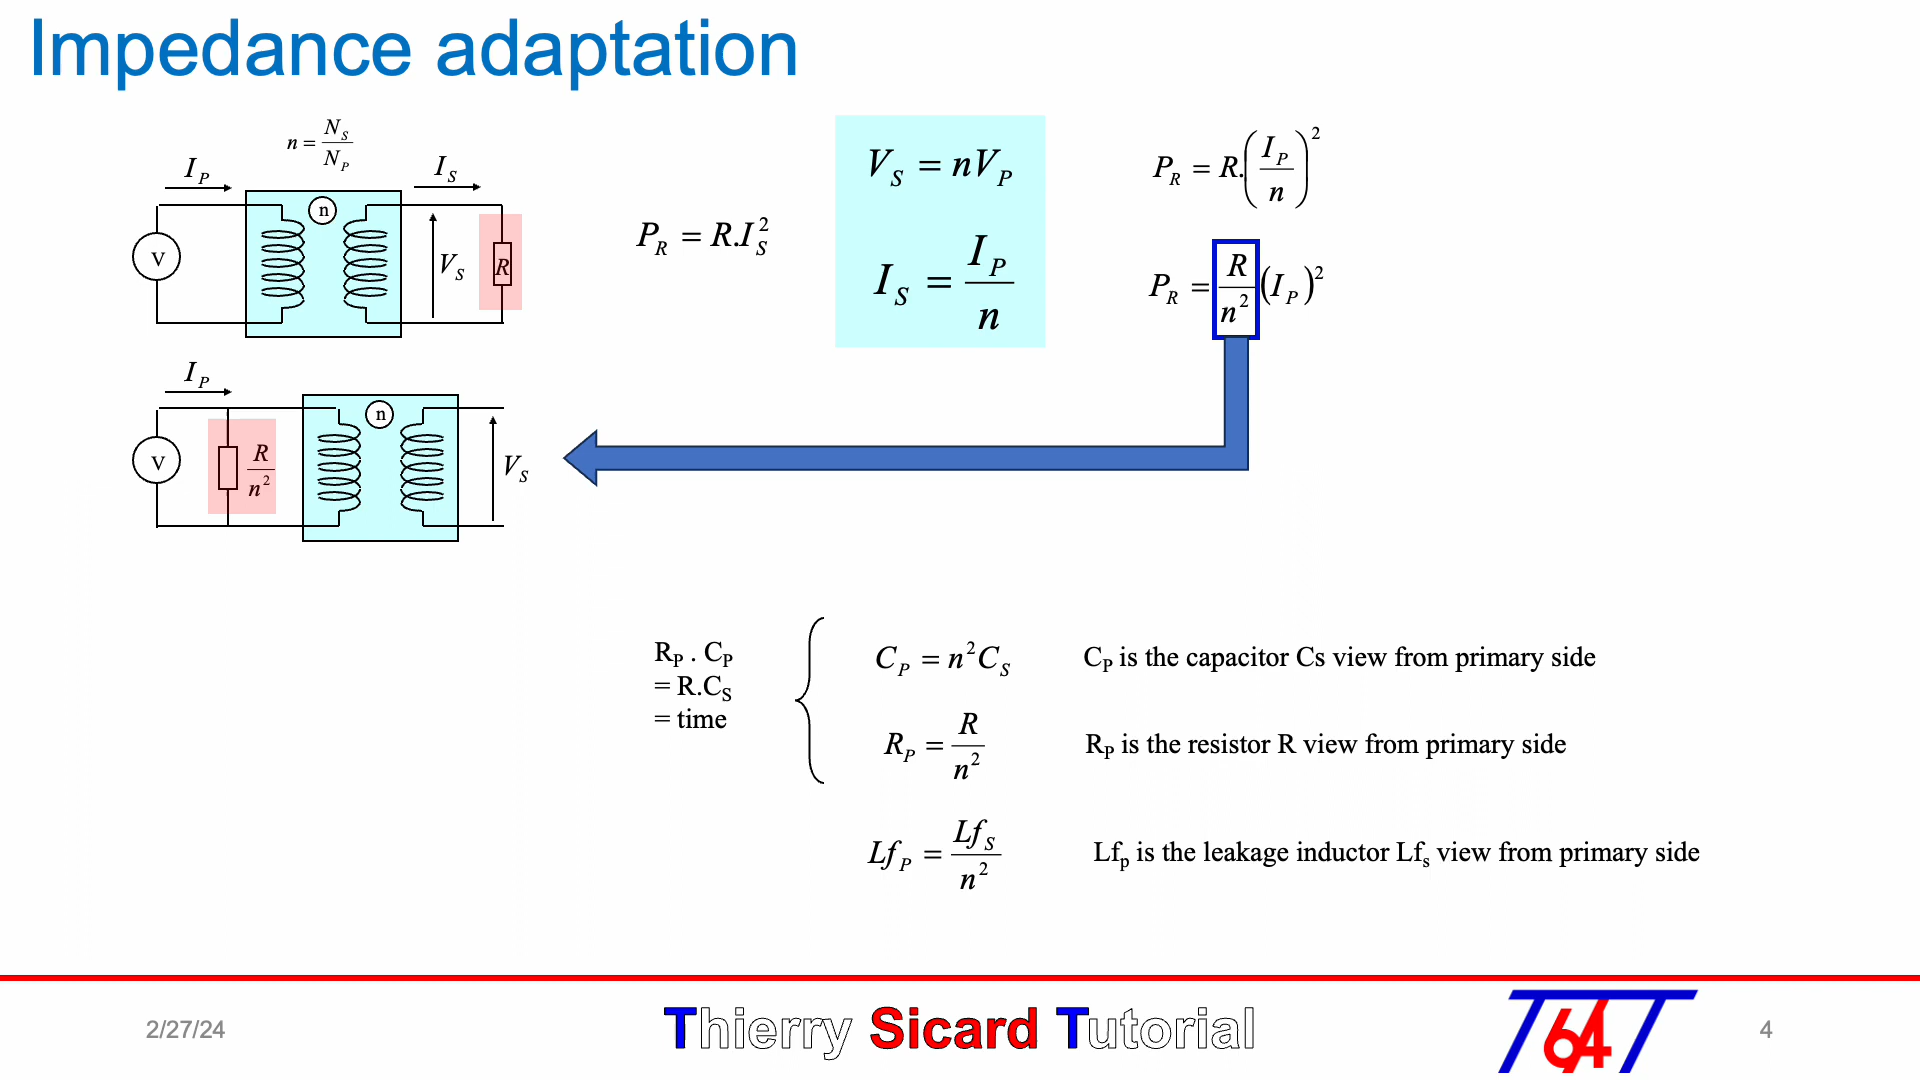 Impedance adaptation
n = N_S / N_P
I_P
I_S
n
V
V_S
R
P_R = R.I_S^2
V_S = nV_P
I_S = I_P / n
P_R = R.(I_P / n)^2
P_R = R / n^2 (I_P)^2
I_P
n
V
R / n^2
V_S
R_P . C_P
= R.C_S
= time
C_P = n^2 C_S
C_P is the capacitor Cs view from primary side
R_P = R / n^2
R_P is the resistor R view from primary side
Lf_P = Lf_S / n^2
Lf_p is the leakage inductor Lf_s view from primary side
2/27/24
Thierry Sicard Tutorial
T64T
4